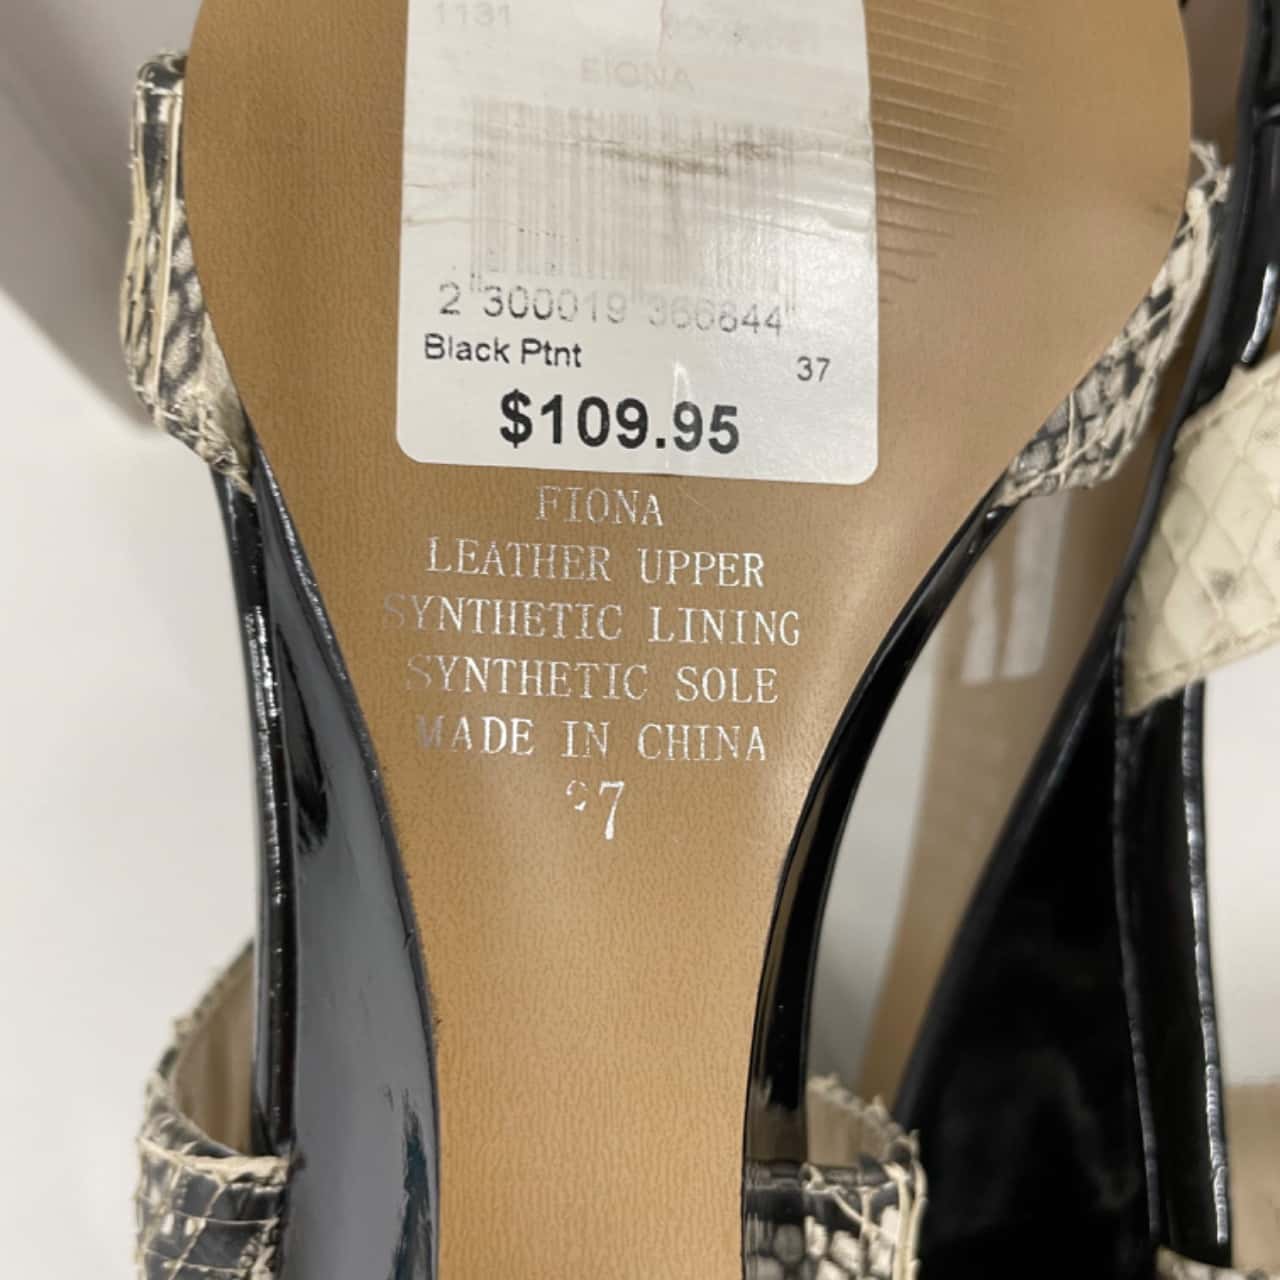 1131
FIONA
2 300019 366844
Black Ptnt 37
$109.95
FIONA
LEATHER UPPER
SYNTHETIC LINING
SYNTHETIC SOLE
MADE IN CHINA
37